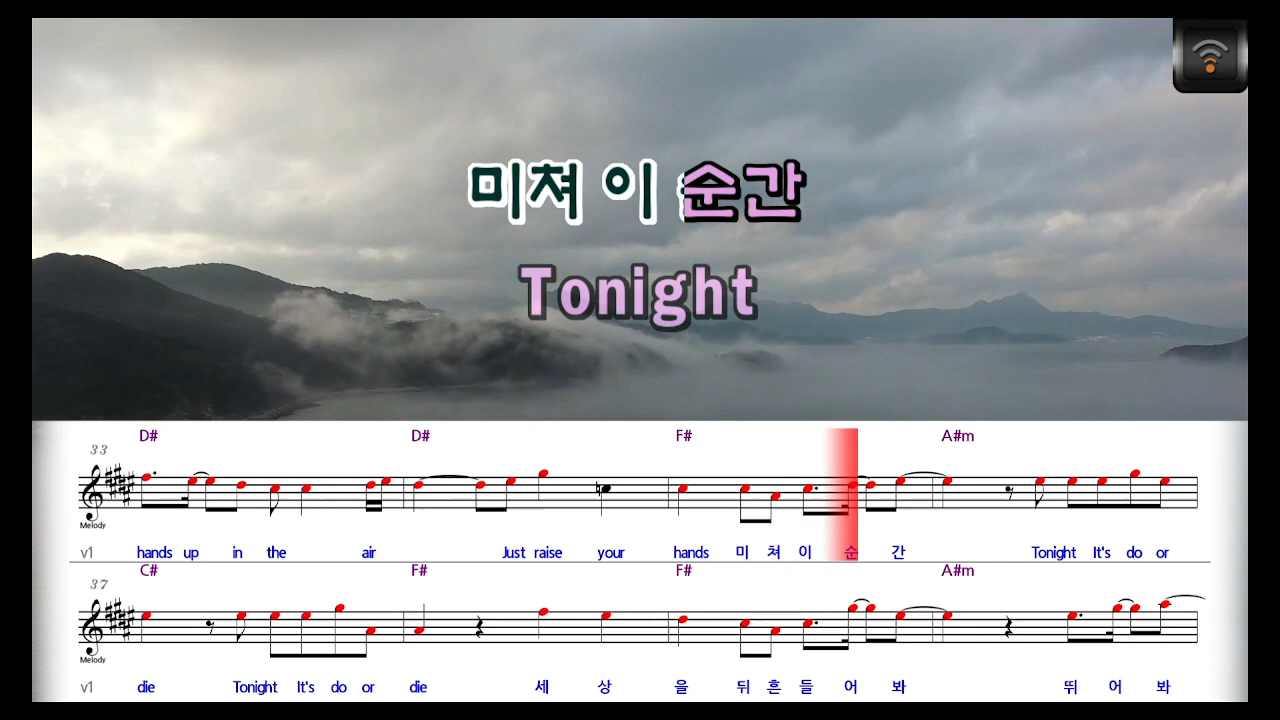 미쳐 이 순간
Tonight
D# D# F# A#m
33
Melody
v1 hands up in the air Just raise your hands 미 쳐 이 순 간 Tonight It's do or
C# F# F# A#m
37
Melody
v1 die Tonight It's do or die 세 상 을 뒤 흔 들 어 봐 뛰 어 봐